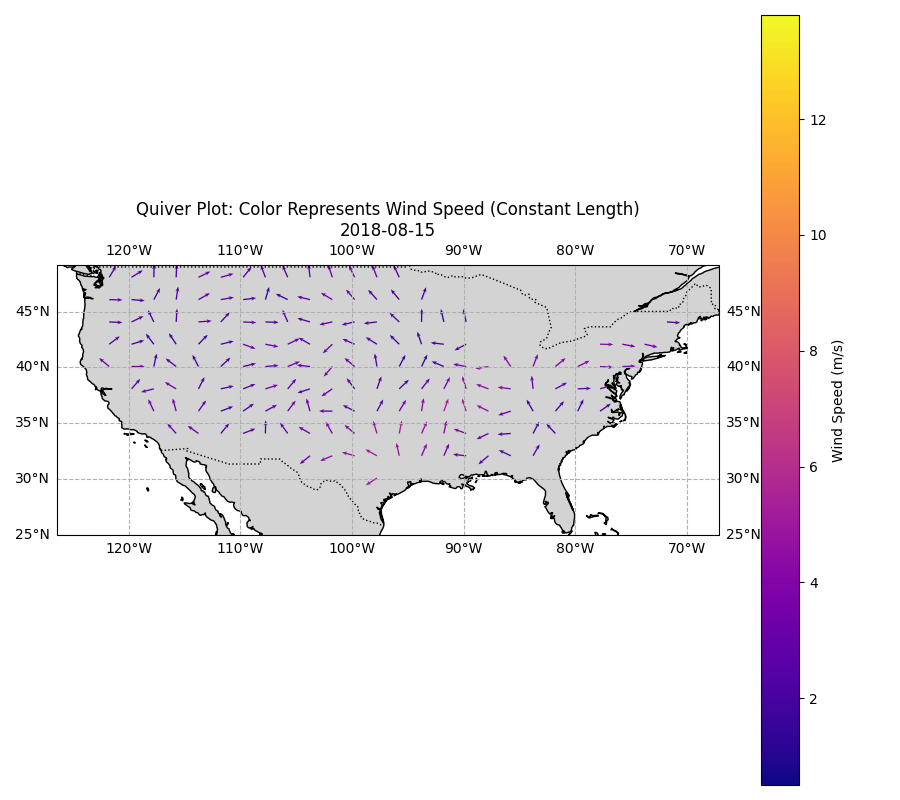 Quiver Plot: Color Represents Wind Speed (Constant Length)
2018-08-15
120°W 110°W 100°W 90°W 80°W 70°W
45°N 45°N
40°N 40°N
35°N 35°N
30°N 30°N
25°N 25°N
120°W 110°W 100°W 90°W 80°W 70°W
12
10
8
6
4
2
Wind Speed (m/s)